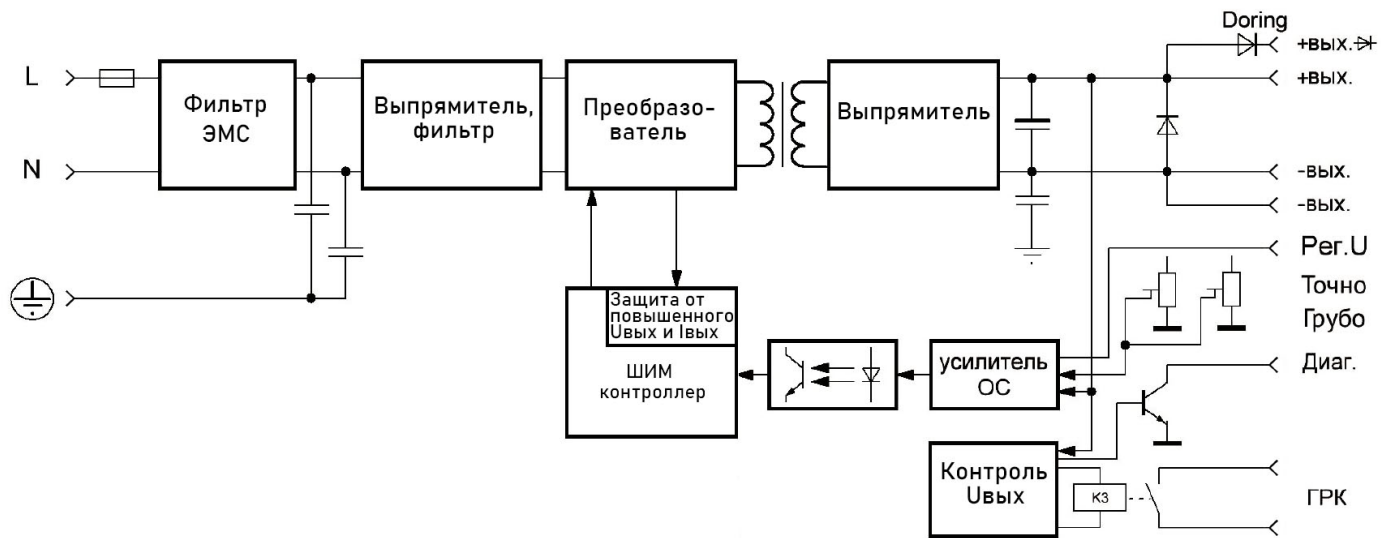 Doring
+вых.
L
Фильтр
ЭМС
Выпрямитель,
фильтр
Преобразо-
ватель
Выпрямитель
+вых.
N
-вых.
-вых.
Рег.U
Точно
Грубо
Защита от
повышенного
Uвых и Iвых
ШИМ
контроллер
усилитель
ОС
Диаг.
Контроль
Uвых
К3
ГРК